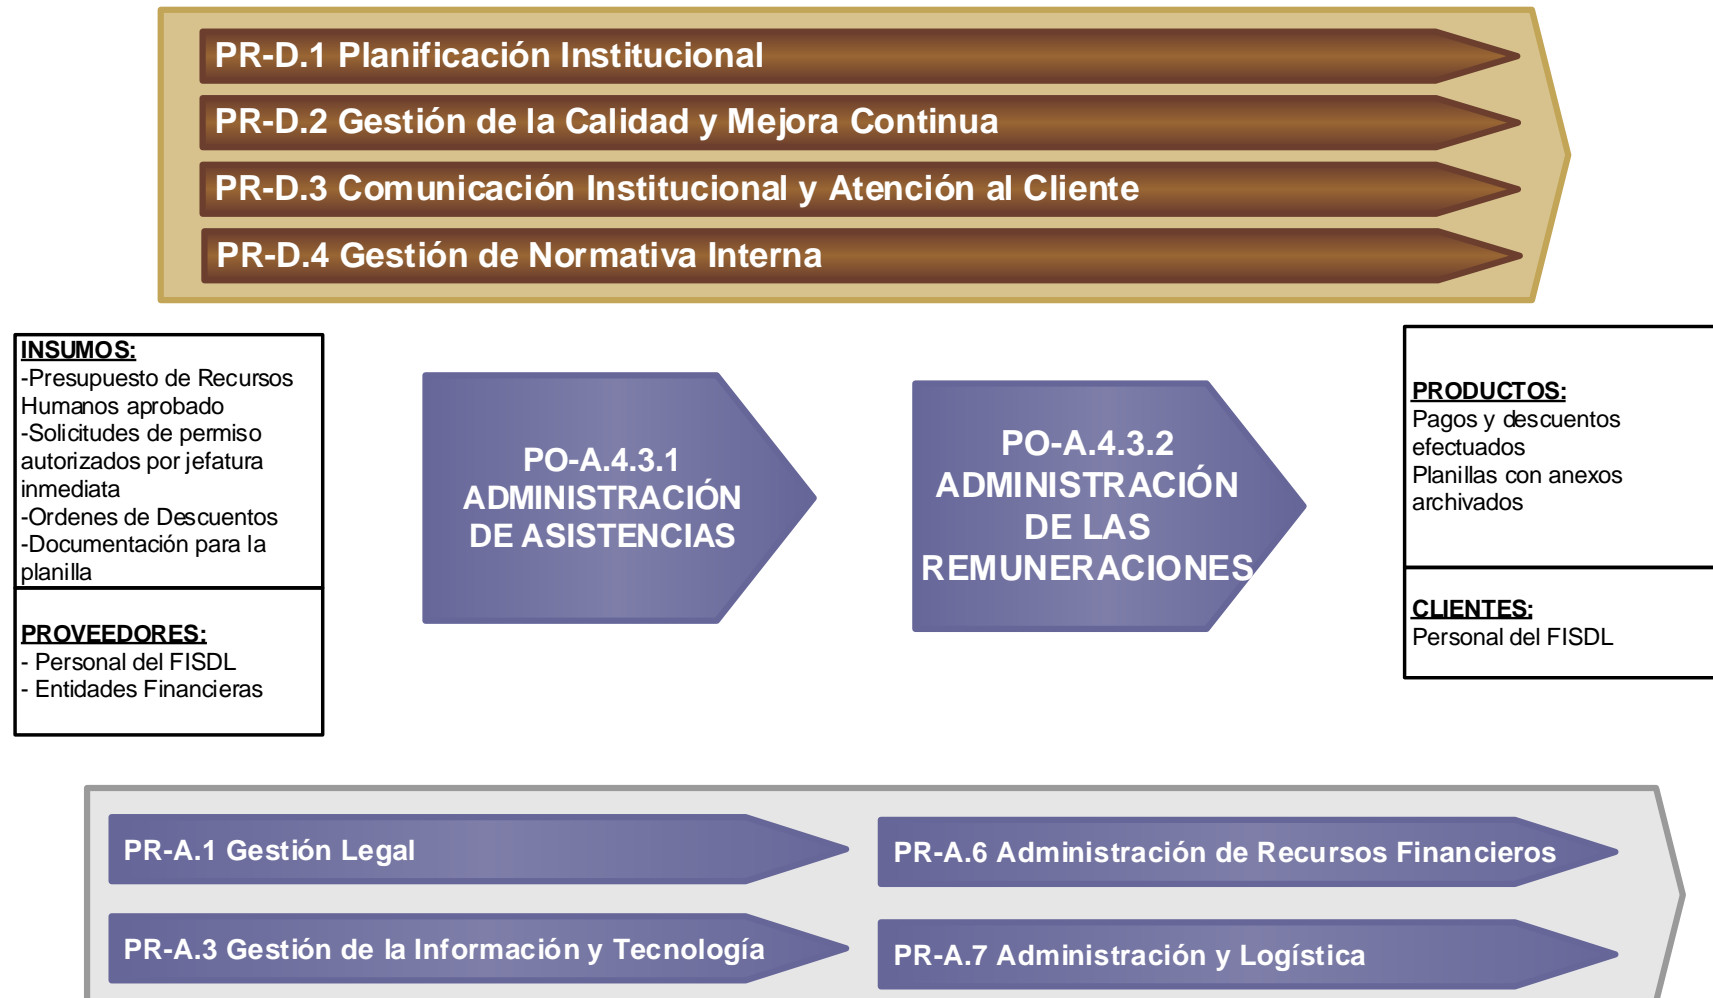 PR-D.1 Planificación Institucional
PR-D.2 Gestión de la Calidad y Mejora Continua
PR-D.3 Comunicación Institucional y Atención al Cliente
PR-D.4 Gestión de Normativa Interna
INSUMOS:
-Presupuesto de Recursos
Humanos aprobado
-Solicitudes de permiso
autorizados por jefatura
inmediata
-Ordenes de Descuentos
-Documentación para la
planilla
PROVEEDORES:
- Personal del FISDL
- Entidades Financieras
PO-A.4.3.1
ADMINISTRACIÓN
DE ASISTENCIAS
PO-A.4.3.2
ADMINISTRACIÓN
DE LAS
REMUNERACIONES
PRODUCTOS:
Pagos y descuentos
efectuados
Planillas con anexos
archivados
CLIENTES:
Personal del FISDL
PR-A.1 Gestión Legal
PR-A.6 Administración de Recursos Financieros
PR-A.3 Gestión de la Información y Tecnología
PR-A.7 Administración y Logística